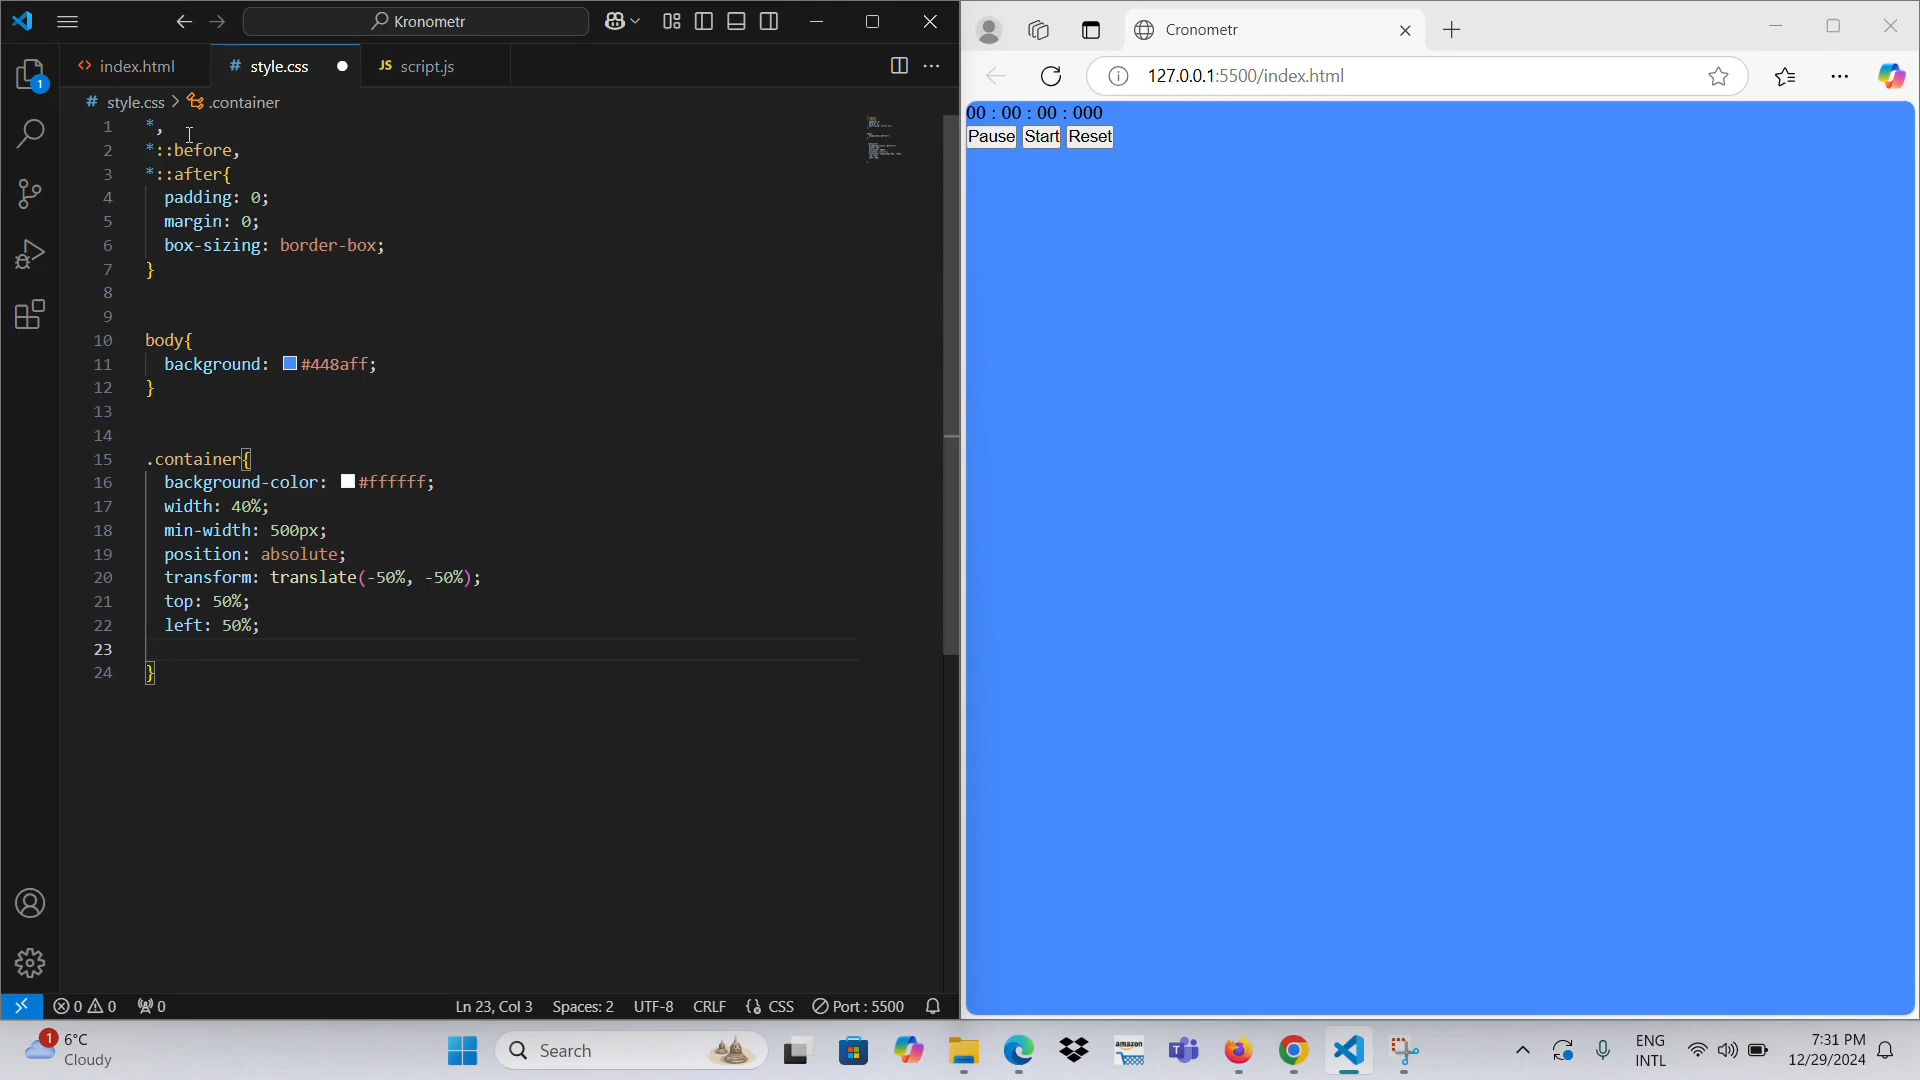 Kronometr
index.html
# style.css
JS script.js
# style.css > .container
1 *,
2 *::before,
3 *::after{
4 padding: 0;
5 margin: 0;
6 box-sizing: border-box;
7 }
8
9
10 body{
11 background: #448aff;
12 }
13
14
15 .container{
16 background-color: #ffffff;
17 width: 40%;
18 min-width: 500px;
19 position: absolute;
20 transform: translate(-50%, -50%);
21 top: 50%;
22 left: 50%;
23
24 }
1
0 0 0 Ln 23, Col 3 Spaces: 2 UTF-8 CRLF {} CSS Port : 5500
Cronometr
127.0.0.1:5500/index.html
00 : 00 : 00 : 000
Pause Start Reset
1
6°C
Cloudy
Search
amazon
ENG
INTL
7:31 PM
12/29/2024